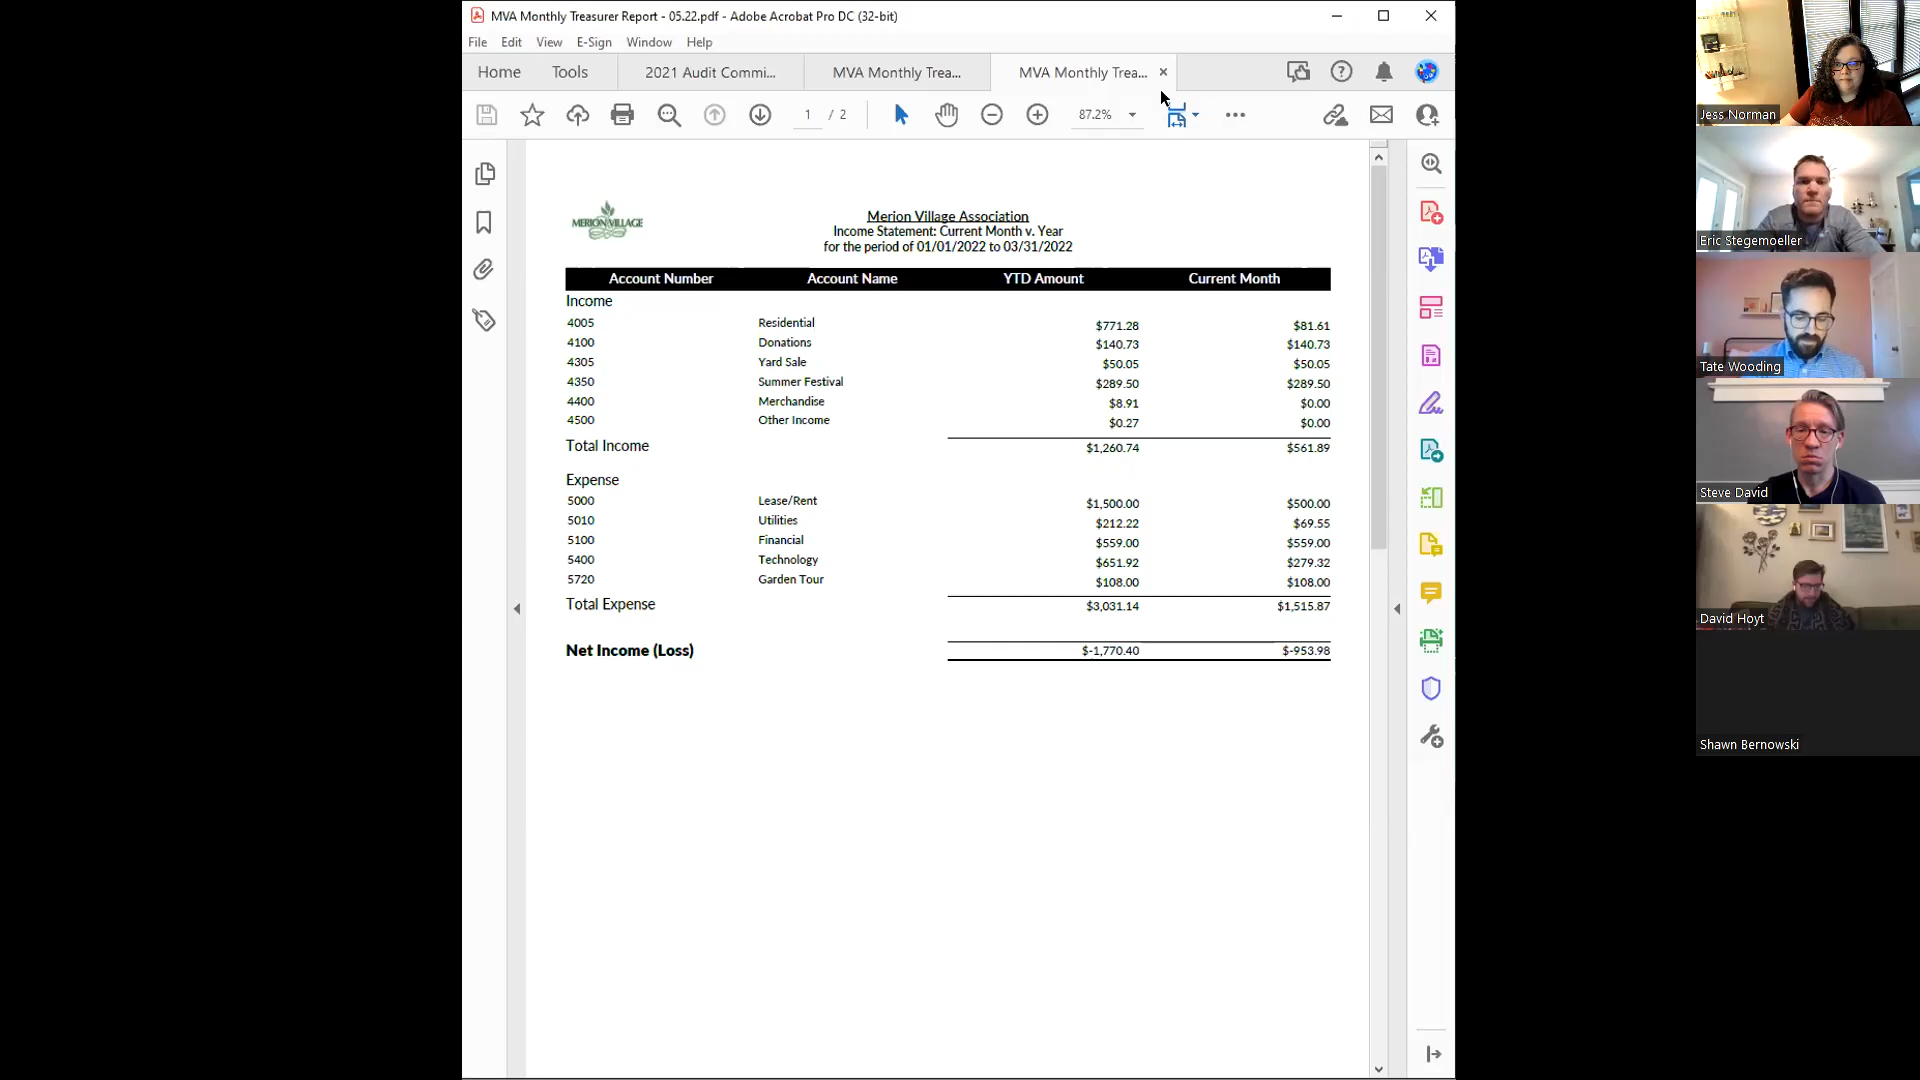 MVA Monthly Treasurer Report - 05.22.pdf - Adobe Acrobat Pro DC (32-bit)
File Edit View E-Sign Window Help
Home Tools 2021 Audit Commi... MVA Monthly Trea... MVA Monthly Trea...
1 / 2 87.2%
MERION VILLAGE
Merion Village Association
Income Statement: Current Month v. Year
for the period of 01/01/2022 to 03/31/2022
Account Number Account Name YTD Amount Current Month
Income
4005 Residential $771.28 $81.61
4100 Donations $140.73 $140.73
4305 Yard Sale $50.05 $50.05
4350 Summer Festival $289.50 $289.50
4400 Merchandise $8.91 $0.00
4500 Other Income $0.27 $0.00
Total Income $1,260.74 $561.89
Expense
5000 Lease/Rent $1,500.00 $500.00
5010 Utilities $212.22 $69.55
5100 Financial $559.00 $559.00
5400 Technology $651.92 $279.32
5720 Garden Tour $108.00 $108.00
Total Expense $3,031.14 $1,515.87
Net Income (Loss) $-1,770.40 $-953.98
Jess Norman
Eric Stegemoeller
Tate Wooding
Steve David
David Hoyt
Shawn Bernowski